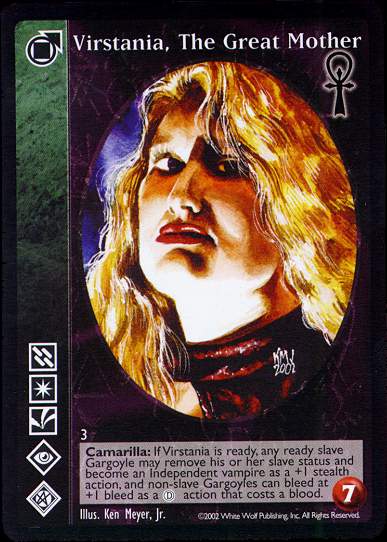 Virstania, The Great Mother
KMJ
2001
3
Camarilla: If Virstania is ready, any ready slave
Gargoyle may remove his or her slave status and
become an Independent vampire as a +1 stealth
action, and non-slave Gargoyles can bleed at
+1 bleed as a Ⓓ action that costs a blood.
7
Illus. Ken Meyer, Jr.
©2002 White Wolf Publishing, Inc. All Rights Reserved.